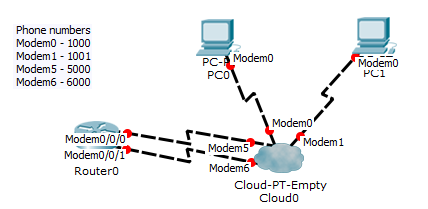 Phone numbers
Modem0 - 1000
Modem1 - 1001
Modem5 - 5000
Modem6 - 6000
Modem0
PC0
Modem0
PC1
Modem0
Modem1
Modem0/0/0
Modem0/0/1
Router0
Modem5
Modem6
Cloud-PT-Empty
Cloud0